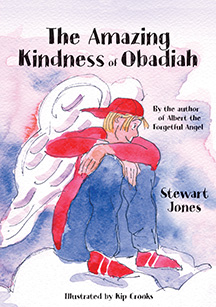 The Amazing
Kindness of Obadiah
By the author
of Albert the
Forgetful Angel
Stewart
Jones
Illustrated by Kip Crooks